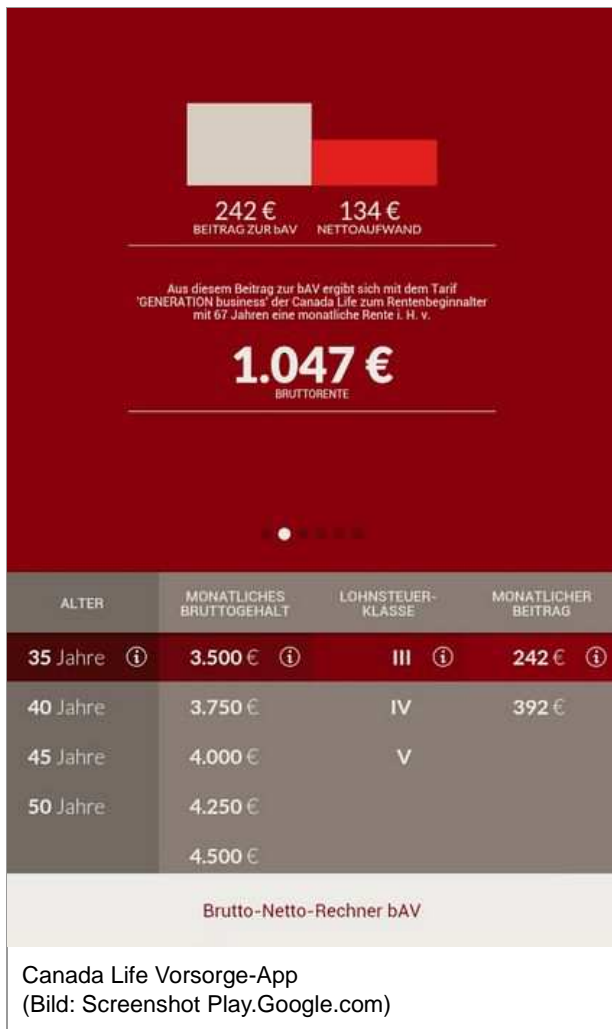 242 € 134 €
BEITRAG ZUR bAV NETTOAUFWAND
Aus diesem Beitrag zur bAV ergibt sich mit dem Tarif
'GENERATION business' der Canada Life zum Rentenbeginnalter
mit 67 Jahren eine monatliche Rente i. H. v.
1.047 €
BRUTTORENTE
ALTER MONATLICHES BRUTTOGEHALT LOHNSTEUER-KLASSE MONATLICHER BEITRAG
35 Jahre 3.500 € III 242 €
40 Jahre 3.750 € IV 392 €
45 Jahre 4.000 € V
50 Jahre 4.250 €
4.500 €
Brutto-Netto-Rechner bAV
Canada Life Vorsorge-App
(Bild: Screenshot Play.Google.com)